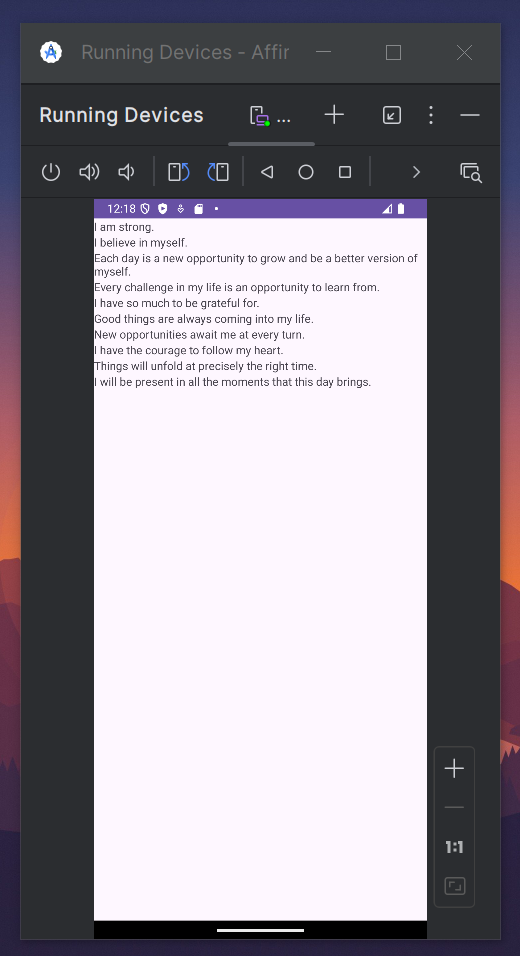 Running Devices - Affir
Running Devices
...
12:18
I am strong.
I believe in myself.
Each day is a new opportunity to grow and be a better version of
myself.
Every challenge in my life is an opportunity to learn from.
I have so much to be grateful for.
Good things are always coming into my life.
New opportunities await me at every turn.
I have the courage to follow my heart.
Things will unfold at precisely the right time.
I will be present in all the moments that this day brings.
1:1